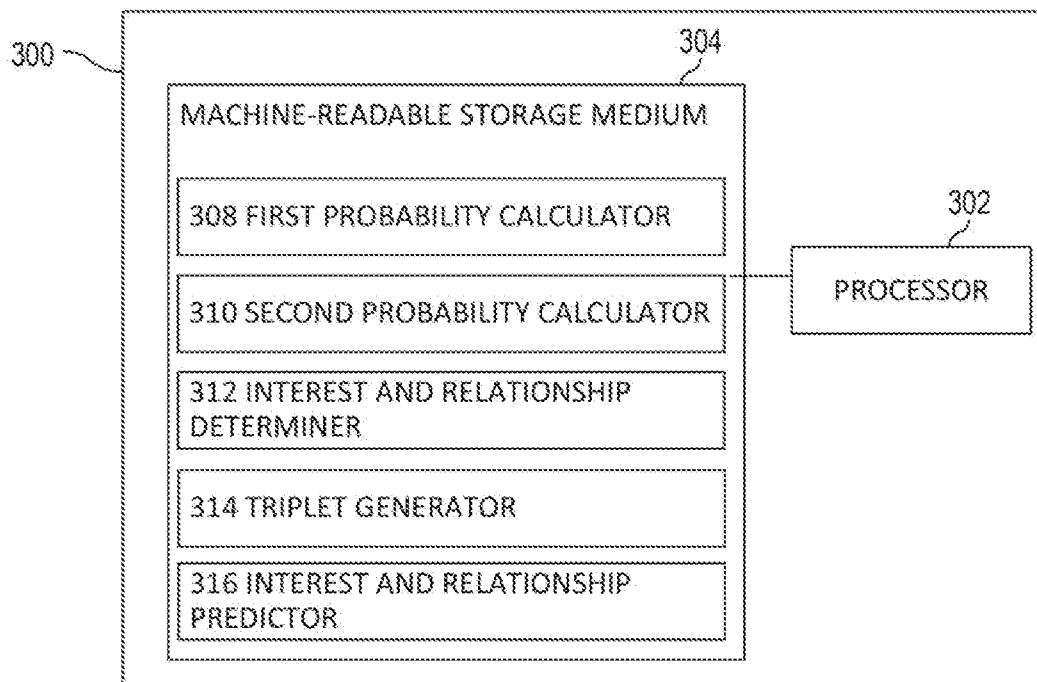 300
304
MACHINE-READABLE STORAGE MEDIUM
308 FIRST PROBABILITY CALCULATOR
302
310 SECOND PROBABILITY CALCULATOR
PROCESSOR
312 INTEREST AND RELATIONSHIP
DETERMINER
314 TRIPLET GENERATOR
316 INTEREST AND RELATIONSHIP
PREDICTOR